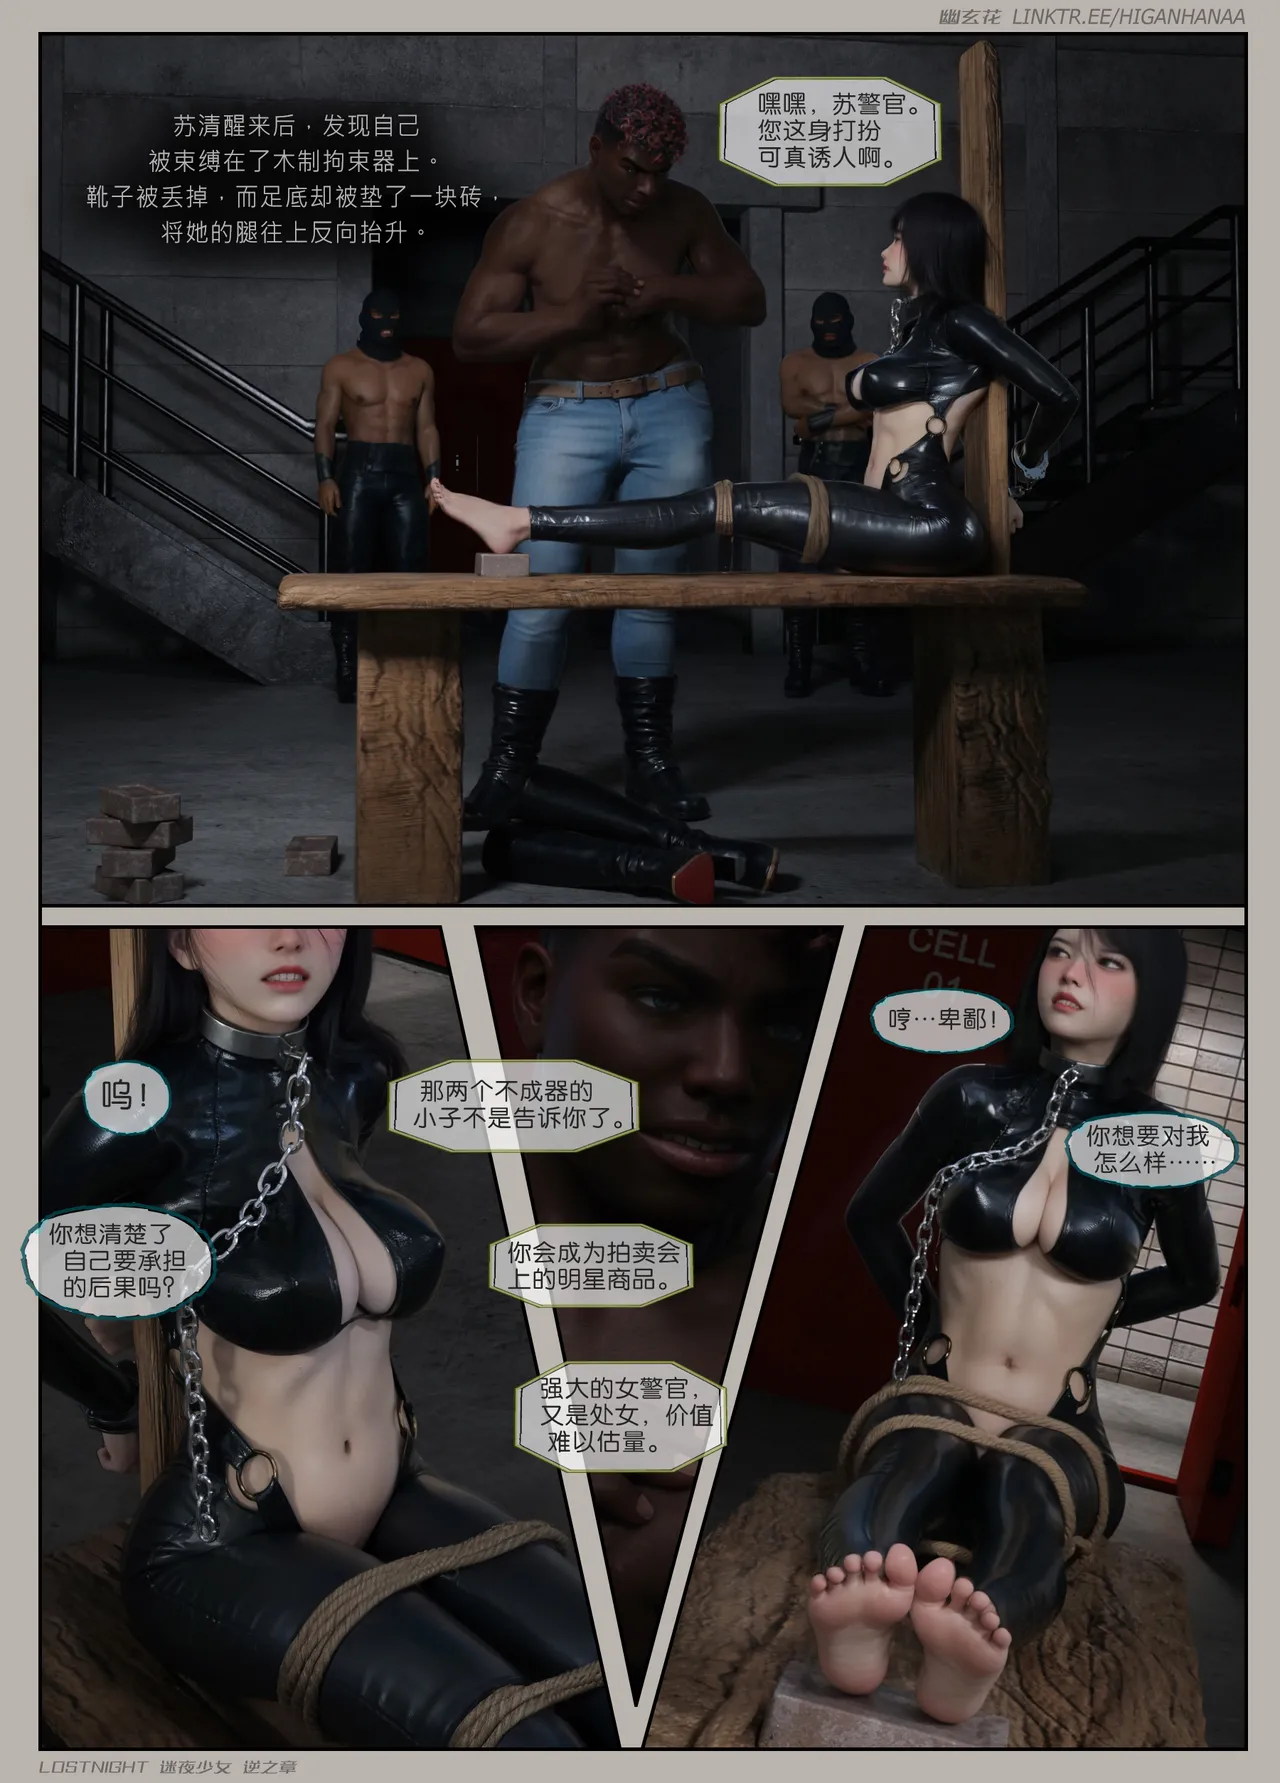 幽玄花 LINKTR.EE/HIGANHANAA
苏清醒来后，发现自己
被束缚在了木制拘束器上。
靴子被丢掉，而足底却被垫了一块砖，
将她的腿往上反向抬升。
嘿嘿，苏警官。
您这身打扮
可真诱人啊。
呜！
你想清楚了
自己要承担
的后果吗？
那两个不成器的
小子不是告诉你了。
你会成为拍卖会
上的明星商品。
强大的女警官，
又是处女，价值
难以估量。
CELL
01
哼…卑鄙！
你想要对我
怎么样……
LOSTNIGHT 迷夜少女 逆之章